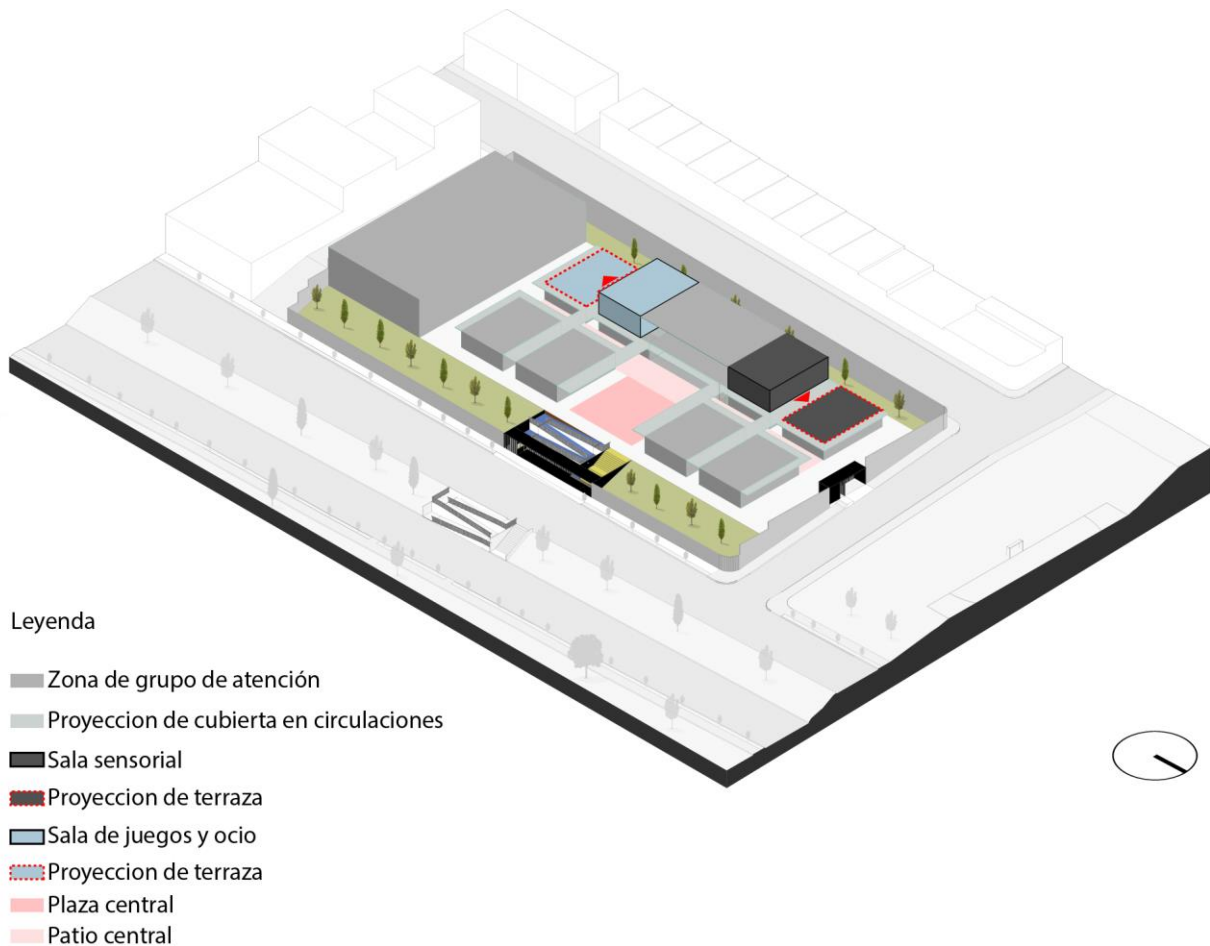 Leyenda
Zona de grupo de atención
Proyeccion de cubierta en circulaciones
Sala sensorial
Proyeccion de terraza
Sala de juegos y ocio
Proyeccion de terraza
Plaza central
Patio central